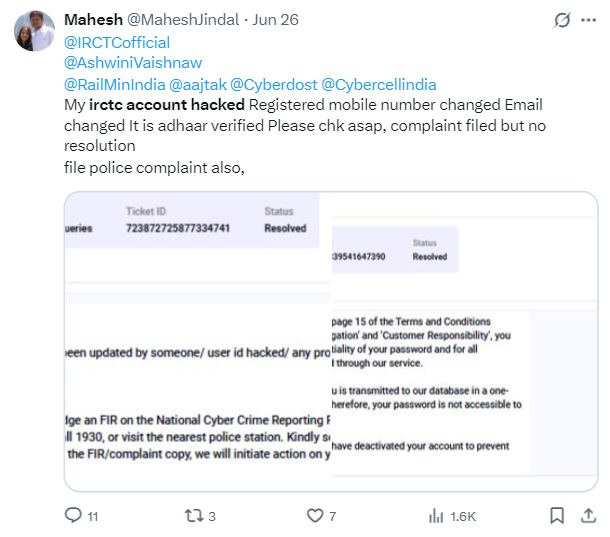 Mahesh @MaheshJindal · Jun 26
@IRCTCofficial
@AshwiniVaishnaw
@RailMinIndia @aajtak @Cyberdost @Cybercellindia
My irctc account hacked Registered mobile number changed Email
changed It is adhaar verified Please chk asap, complaint filed but no
resolution
file police complaint also,
Ticket ID
Status
ueries
723872725877334741
Resolved
een updated by someone/ user id hacked/ any pro
lge an FIR on the National Cyber Crime Reporting
ll 1930, or visit the nearest police station. Kindly
the FIR/complaint copy, we will initiate action on y
Status
39541647390
Resolved
page 15 of the Terms and Conditions
gation' and 'Customer Responsibility', you
tiality of your password and for all
through our service.
u is transmitted to our database in a one-
herefore, your password is not accessible to
have deactivated your account to prevent
11
3
7
1.6K